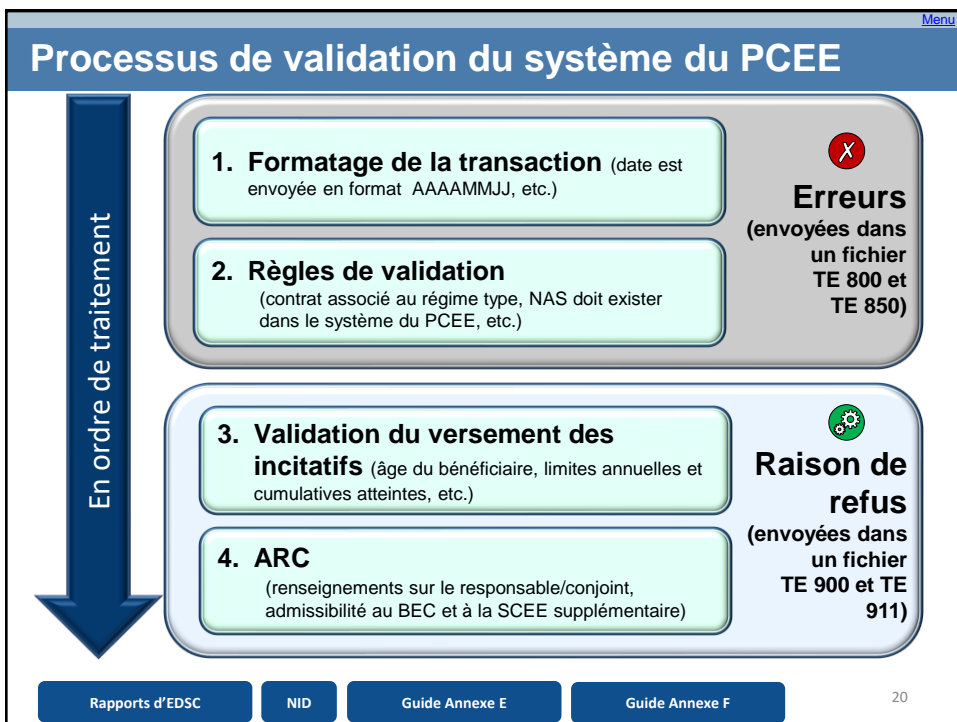 Menu
Processus de validation du système du PCEE
En ordre de traitement
1. Formatage de la transaction (date est
envoyée en format AAAAMMJJ, etc.)
2. Règles de validation
(contrat associé au régime type, NAS doit exister
dans le système du PCEE, etc.)
X
Erreurs
(envoyées dans
un fichier
TE 800 et
TE 850)
3. Validation du versement des
incitatifs (âge du bénéficiaire, limites annuelles et
cumulatives atteintes, etc.)
4. ARC
(renseignements sur le responsable/conjoint,
admissibilité au BEC et à la SCEE supplémentaire)
Raison de
refus
(envoyées dans
un fichier
TE 900 et TE
911)
Rapports d'EDSC
NID
Guide Annexe E
Guide Annexe F
20